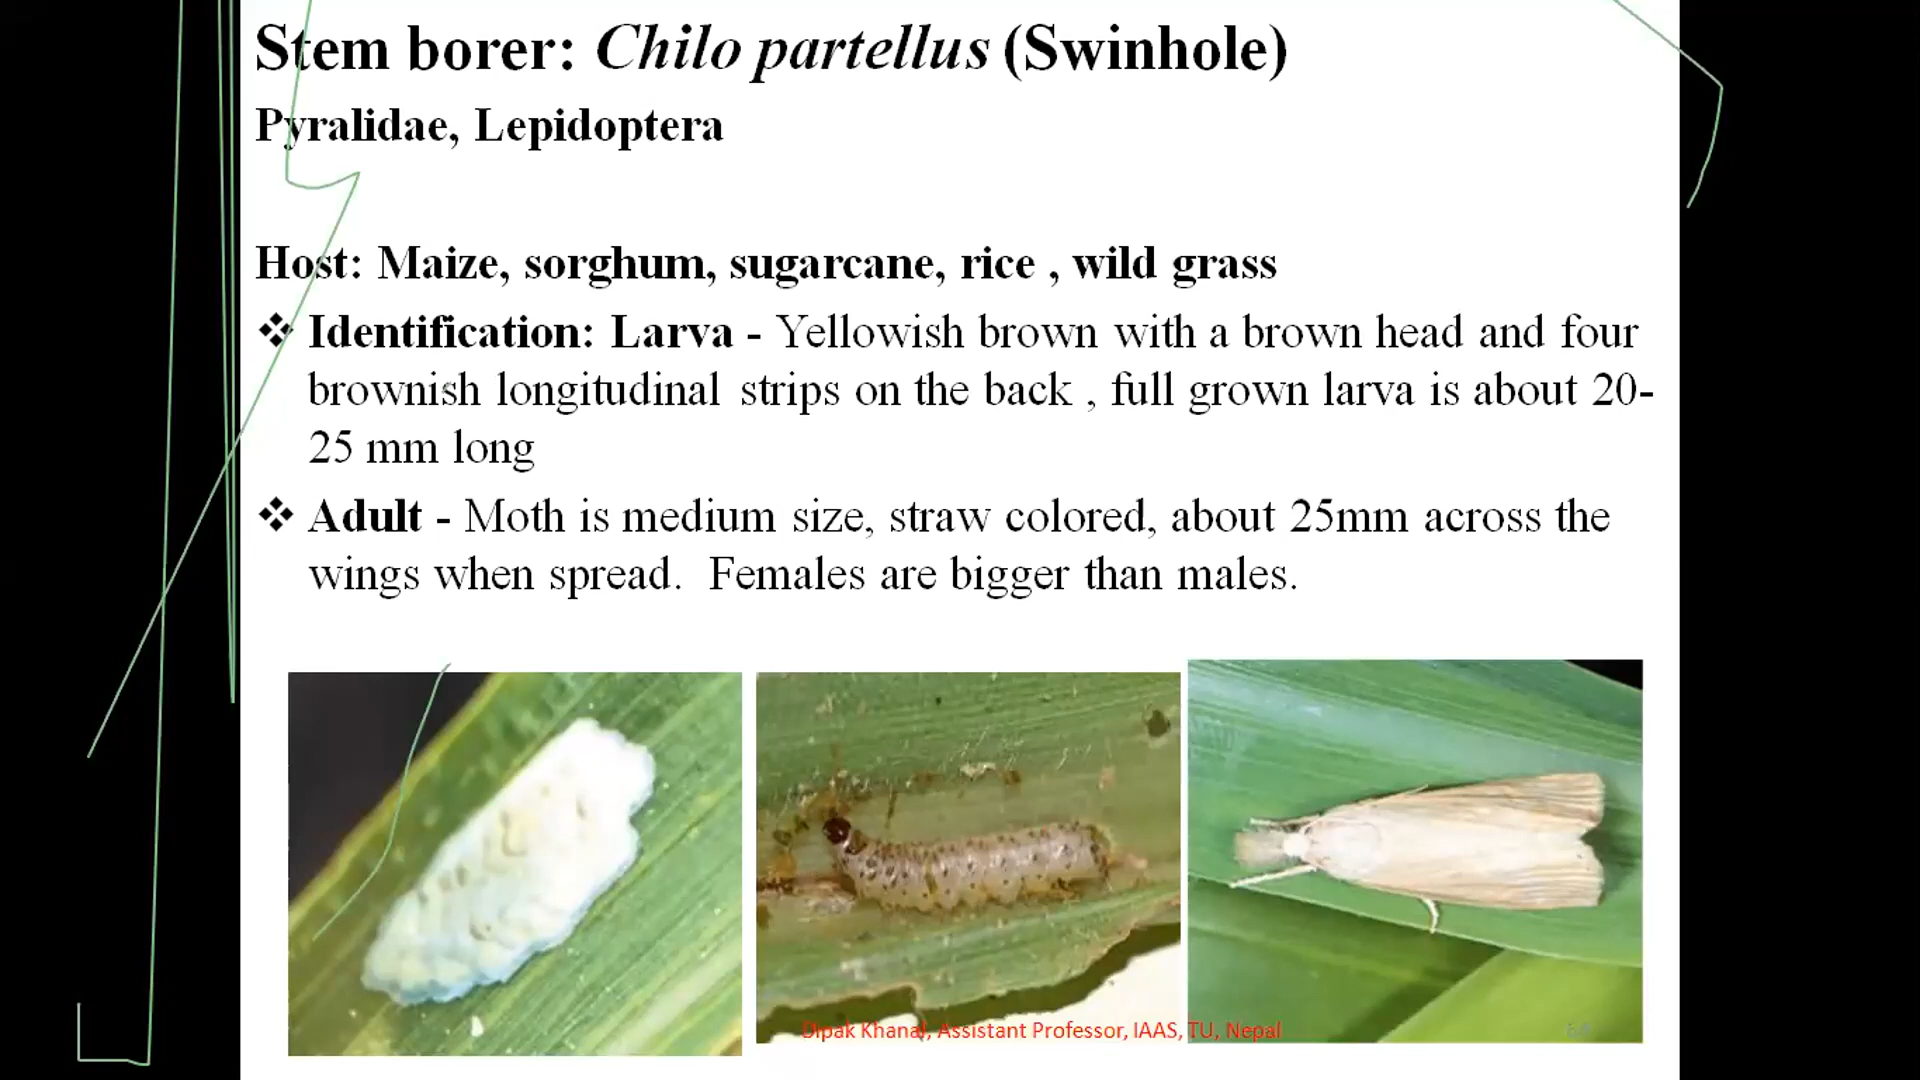 Stem borer: Chilo partellus (Swinhole)
Pyralidae, Lepidoptera
Host: Maize, sorghum, sugarcane, rice , wild grass
❖ Identification: Larva - Yellowish brown with a brown head and four
brownish longitudinal strips on the back , full grown larva is about 20-
25 mm long
❖ Adult - Moth is medium size, straw colored, about 25mm across the
wings when spread. Females are bigger than males.
Dipak Khanal, Assistant Professor, IAAS, TU, Nepal